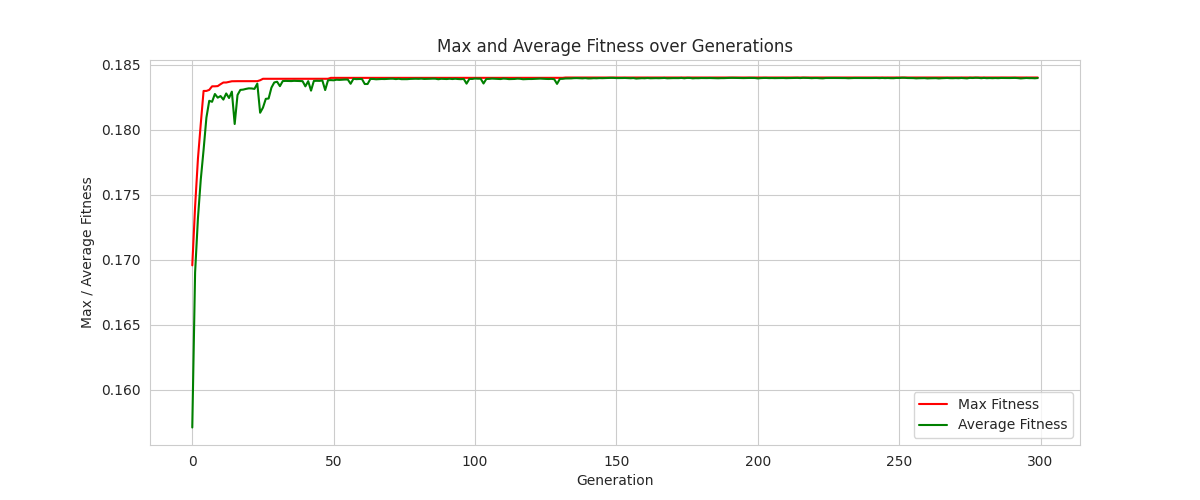 Max and Average Fitness over Generations
Max / Average Fitness
0.185
0.180
0.175
0.170
0.165
0.160
0
50
100
150
200
250
300
Generation
Max Fitness
Average Fitness